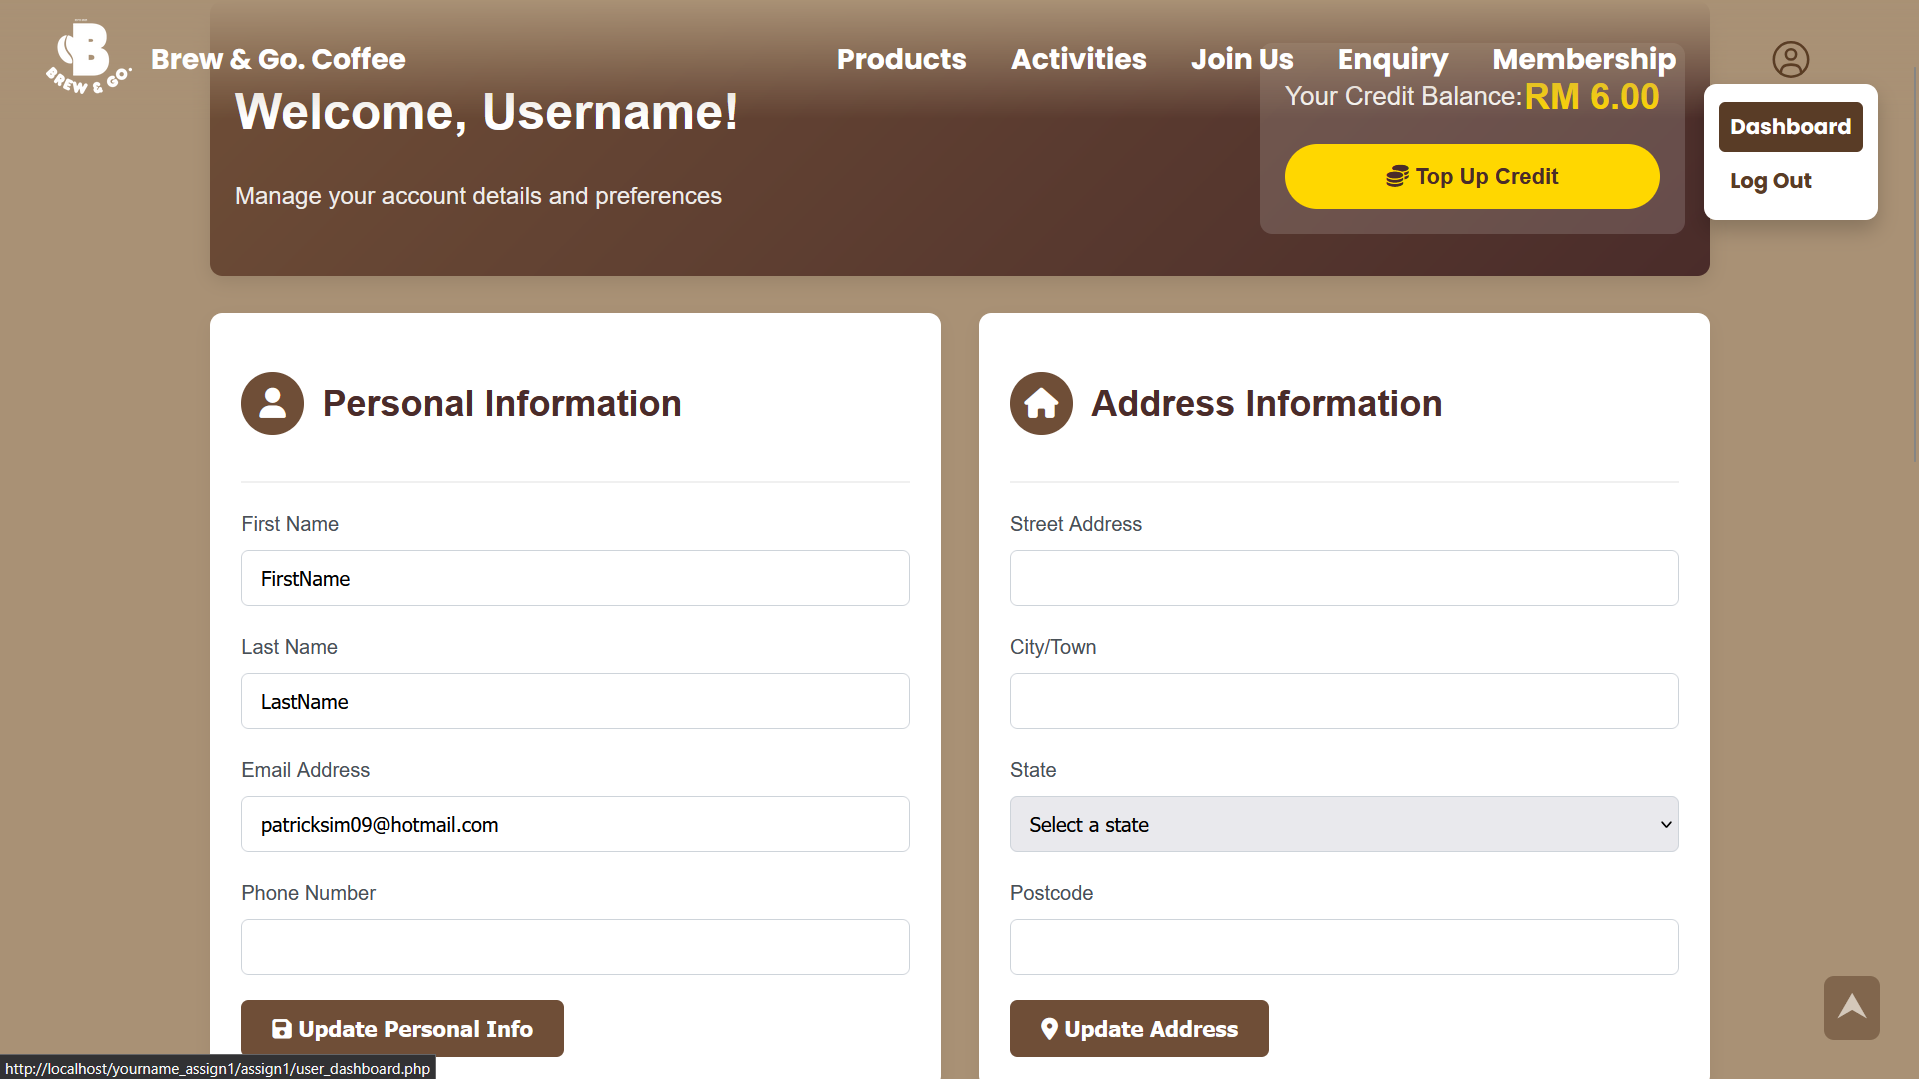 BREW & GO.
Brew & Go. Coffee
Products
Activities
Join Us
Enquiry
Membership
Welcome, Username!
Your Credit Balance: RM 6.00
Dashboard
Top Up Credit
Log Out
Manage your account details and preferences
Personal Information
First Name
FirstName
Last Name
LastName
Email Address
patricksim09@hotmail.com
Phone Number
Update Personal Info
Address Information
Street Address
City/Town
State
Select a state
Postcode
Update Address
http://localhost/yourname_assign1/assign1/user_dashboard.php